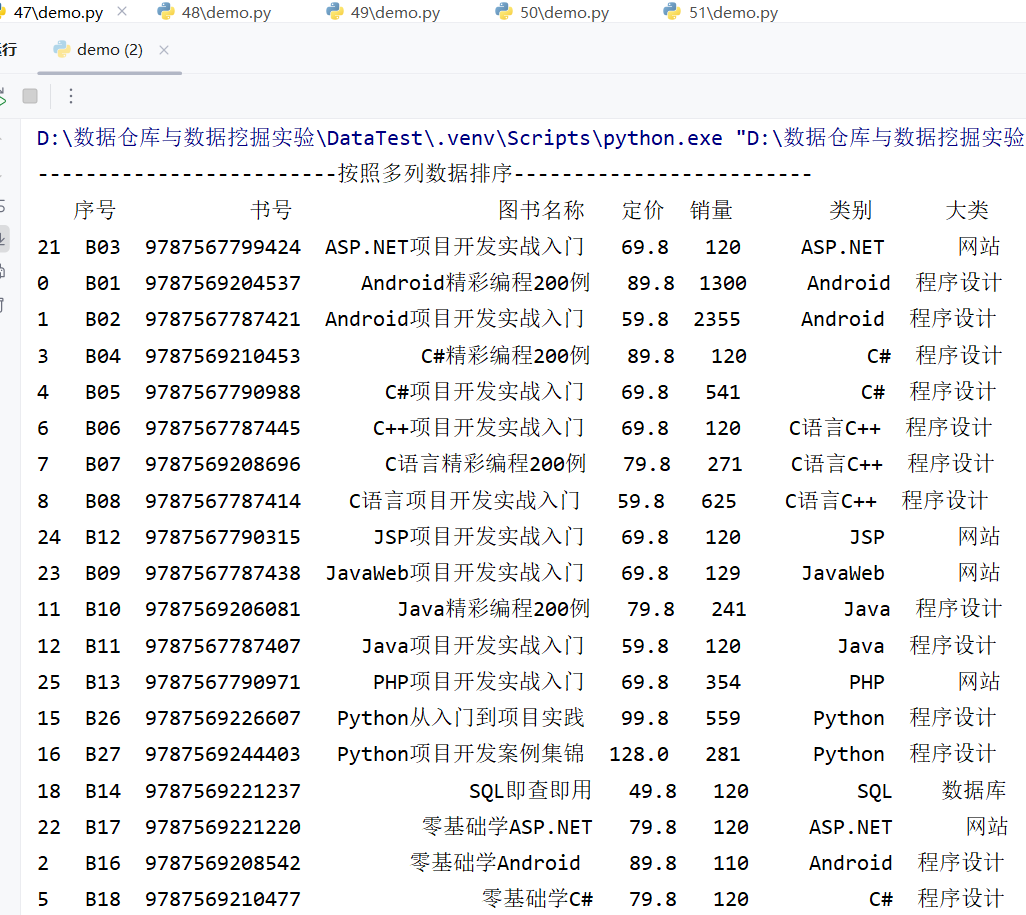 47\demo.py 48\demo.py 49\demo.py 50\demo.py 51\demo.py
行 demo (2)
D:\数据仓库与数据挖掘实验\DataTest\.venv\Scripts\python.exe "D:\数据仓库与数据挖掘实验
-------------------------按照多列数据排序-------------------------
序号 书号 图书名称 定价 销量 类别 大类
21 B03 9787567799424 ASP.NET项目开发实战入门 69.8 120 ASP.NET 网站
0 B01 9787569204537 Android精彩编程200例 89.8 1300 Android 程序设计
1 B02 9787567787421 Android项目开发实战入门 59.8 2355 Android 程序设计
3 B04 9787569210453 C#精彩编程200例 89.8 120 C# 程序设计
4 B05 9787567790988 C#项目开发实战入门 69.8 541 C# 程序设计
6 B06 9787567787445 C++项目开发实战入门 69.8 120 C语言C++ 程序设计
7 B07 9787569208696 C语言精彩编程200例 79.8 271 C语言C++ 程序设计
8 B08 9787567787414 C语言项目开发实战入门 59.8 625 C语言C++ 程序设计
24 B12 9787567790315 JSP项目开发实战入门 69.8 120 JSP 网站
23 B09 9787567787438 JavaWeb项目开发实战入门 69.8 129 JavaWeb 网站
11 B10 9787569206081 Java精彩编程200例 79.8 241 Java 程序设计
12 B11 9787567787407 Java项目开发实战入门 59.8 120 Java 程序设计
25 B13 9787567790971 PHP项目开发实战入门 69.8 354 PHP 网站
15 B26 9787569226607 Python从入门到项目实践 99.8 559 Python 程序设计
16 B27 9787569244403 Python项目开发案例集锦 128.0 281 Python 程序设计
18 B14 9787569221237 SQL即查即用 49.8 120 SQL 数据库
22 B17 9787569221220 零基础学ASP.NET 79.8 120 ASP.NET 网站
2 B16 9787569208542 零基础学Android 89.8 110 Android 程序设计
5 B18 9787569210477 零基础学C# 79.8 120 C# 程序设计